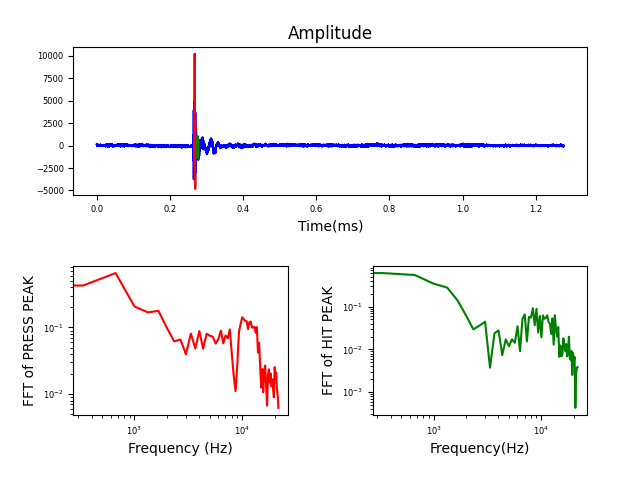 Amplitude
10000
7500
5000
2500
0
−2500
−5000
0.0 0.2 0.4 0.6 0.8 1.0 1.2
Time(ms)
FFT of PRESS PEAK
10⁻¹
10⁻²
10³ 10⁴
Frequency (Hz)
FFT of HIT PEAK
10⁻¹
10⁻²
10⁻³
10³ 10⁴
Frequency(Hz)